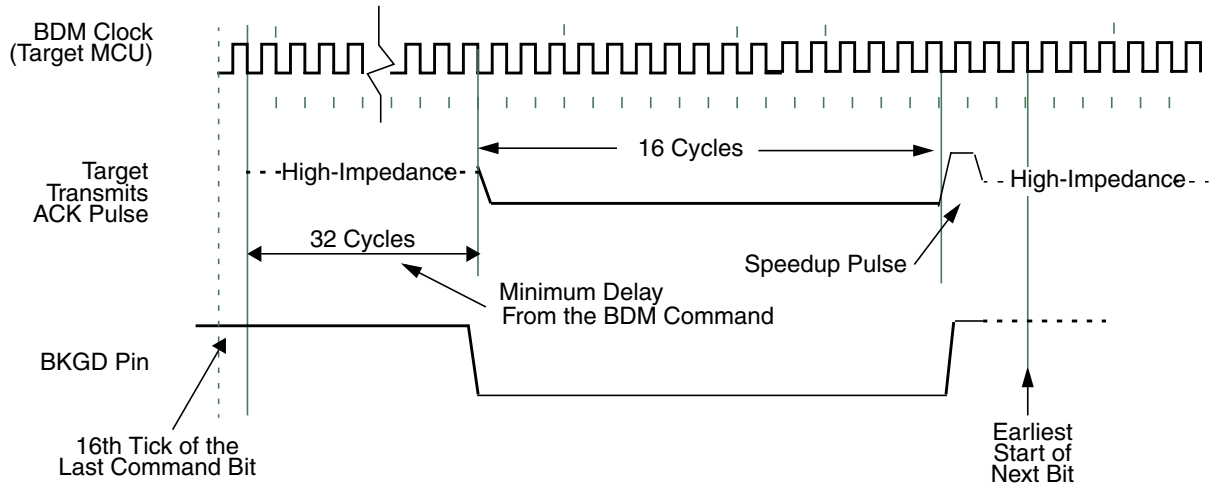 BDM Clock
(Target MCU)
16 Cycles
Target
Transmits
ACK Pulse
High-Impedance
High-Impedance
32 Cycles
Speedup Pulse
Minimum Delay
From the BDM Command
BKGD Pin
16th Tick of the
Last Command Bit
Earliest
Start of
Next Bit